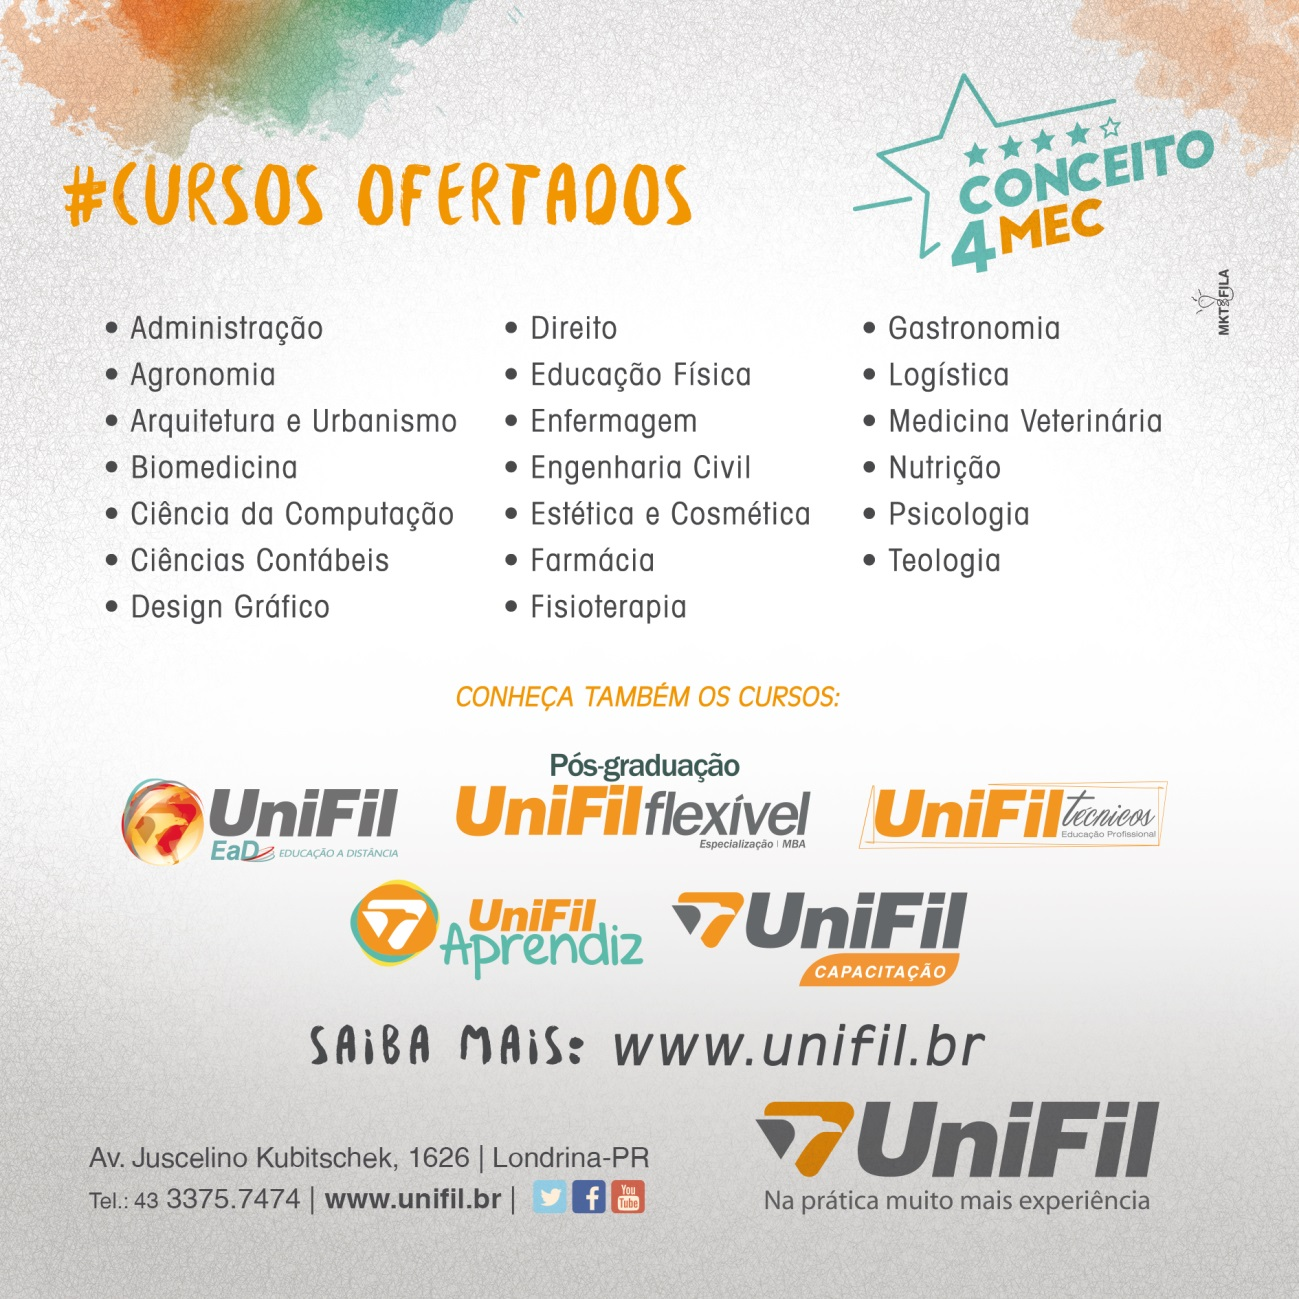 #CURSOS OFERTADOS
CONCEITO
4 MEC
MKT&FILA
• Administração
• Agronomia
• Arquitetura e Urbanismo
• Biomedicina
• Ciência da Computação
• Ciências Contábeis
• Design Gráfico
• Direito
• Educação Física
• Enfermagem
• Engenharia Civil
• Estética e Cosmética
• Farmácia
• Fisioterapia
• Gastronomia
• Logística
• Medicina Veterinária
• Nutrição
• Psicologia
• Teologia
CONHEÇA TAMBÉM OS CURSOS:
UniFil
EaD EDUCAÇÃO A DISTÂNCIA
Pós-graduação
UniFil flexível
Especialização | MBA
UniFil técnicos
Educação Profissional
UniFil
Aprendiz
UniFil
CAPACITAÇÃO
SAiBA MAiS: www.unifil.br
Av. Juscelino Kubitschek, 1626 | Londrina-PR
Tel.: 43 3375.7474 | www.unifil.br |
You
Tube
UniFil
Na prática muito mais experiência